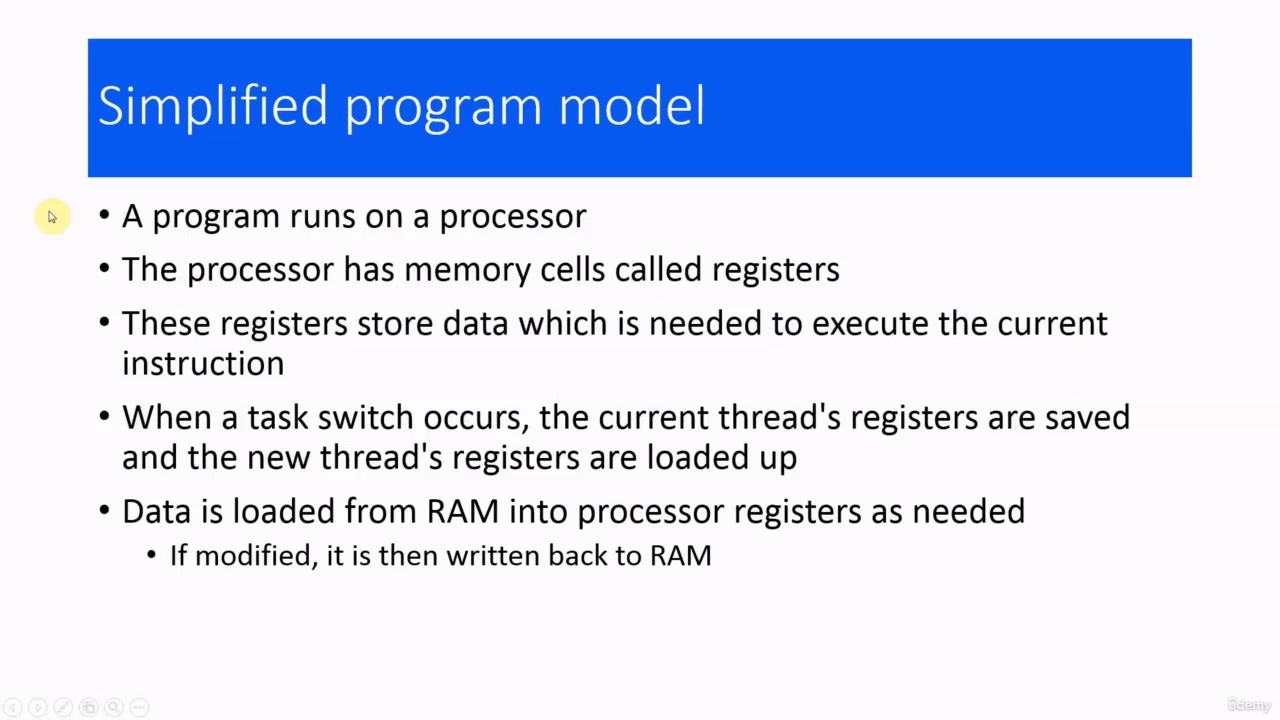 Simplified program model
• A program runs on a processor
• The processor has memory cells called registers
• These registers store data which is needed to execute the current
instruction
• When a task switch occurs, the current thread's registers are saved
and the new thread's registers are loaded up
• Data is loaded from RAM into processor registers as needed
• If modified, it is then written back to RAM
ûdemy